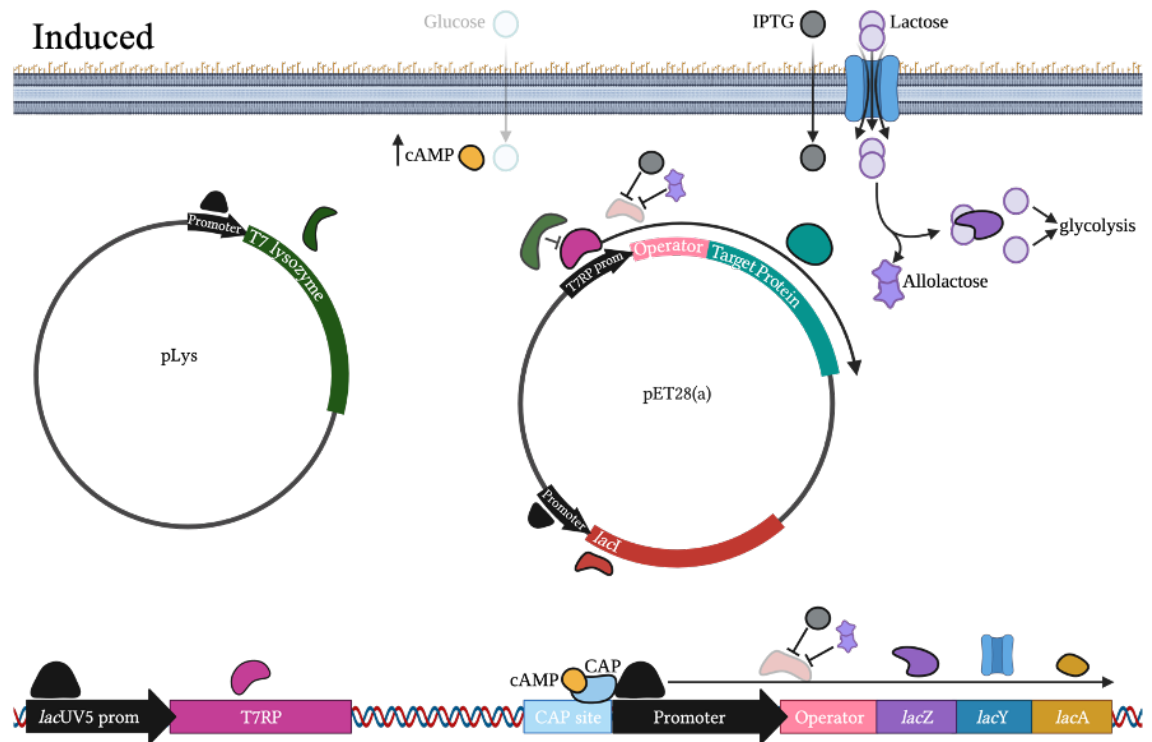 Induced
Glucose
IPTG
Lactose
cAMP
glycolysis
Allolactose
Promoter
T7 lysozyme
pLys
T7RP prom
Operator
Target Protein
pET28(a)
Promoter
lacI
cAMP
CAP
lacUV5 prom
T7RP
CAP site
Promoter
Operator
lacZ
lacY
lacA